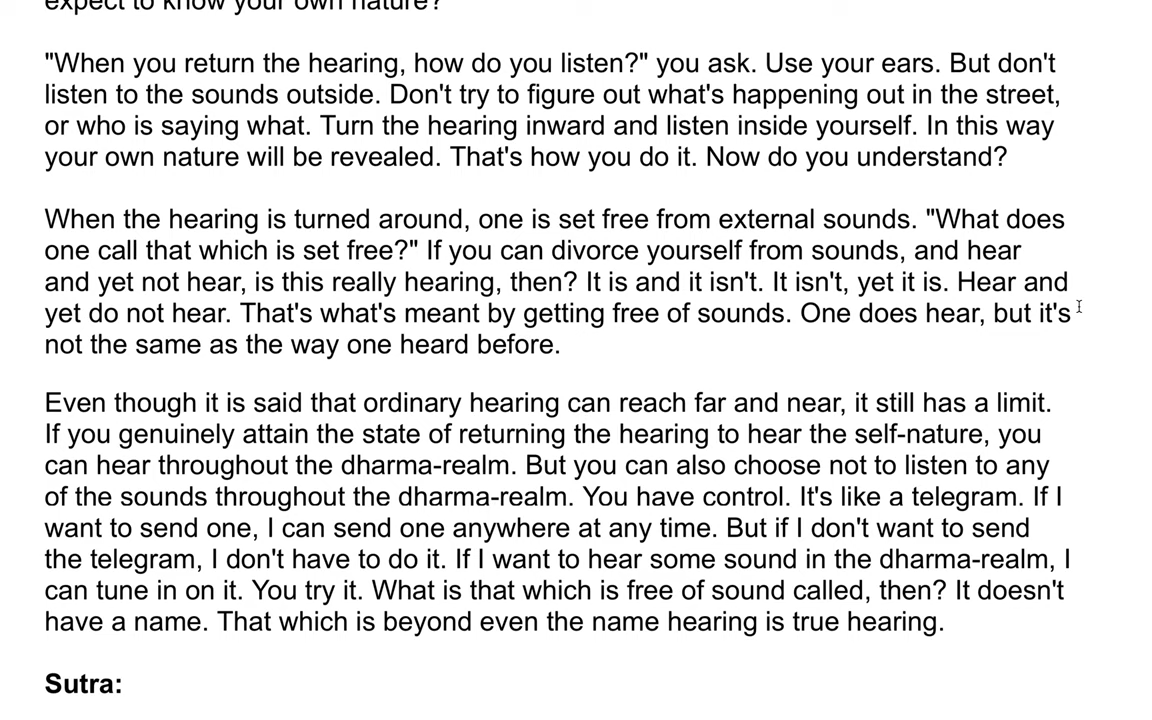 expect to know your own nature?
"When you return the hearing, how do you listen?" you ask. Use your ears. But don't
listen to the sounds outside. Don't try to figure out what's happening out in the street,
or who is saying what. Turn the hearing inward and listen inside yourself. In this way
your own nature will be revealed. That's how you do it. Now do you understand?
When the hearing is turned around, one is set free from external sounds. "What does
one call that which is set free?" If you can divorce yourself from sounds, and hear
and yet not hear, is this really hearing, then? It is and it isn't. It isn't, yet it is. Hear and
yet do not hear. That's what's meant by getting free of sounds. One does hear, but it's
not the same as the way one heard before.
Even though it is said that ordinary hearing can reach far and near, it still has a limit.
If you genuinely attain the state of returning the hearing to hear the self-nature, you
can hear throughout the dharma-realm. But you can also choose not to listen to any
of the sounds throughout the dharma-realm. You have control. It's like a telegram. If I
want to send one, I can send one anywhere at any time. But if I don't want to send
the telegram, I don't have to do it. If I want to hear some sound in the dharma-realm, I
can tune in on it. You try it. What is that which is free of sound called, then? It doesn't
have a name. That which is beyond even the name hearing is true hearing.
Sutra: